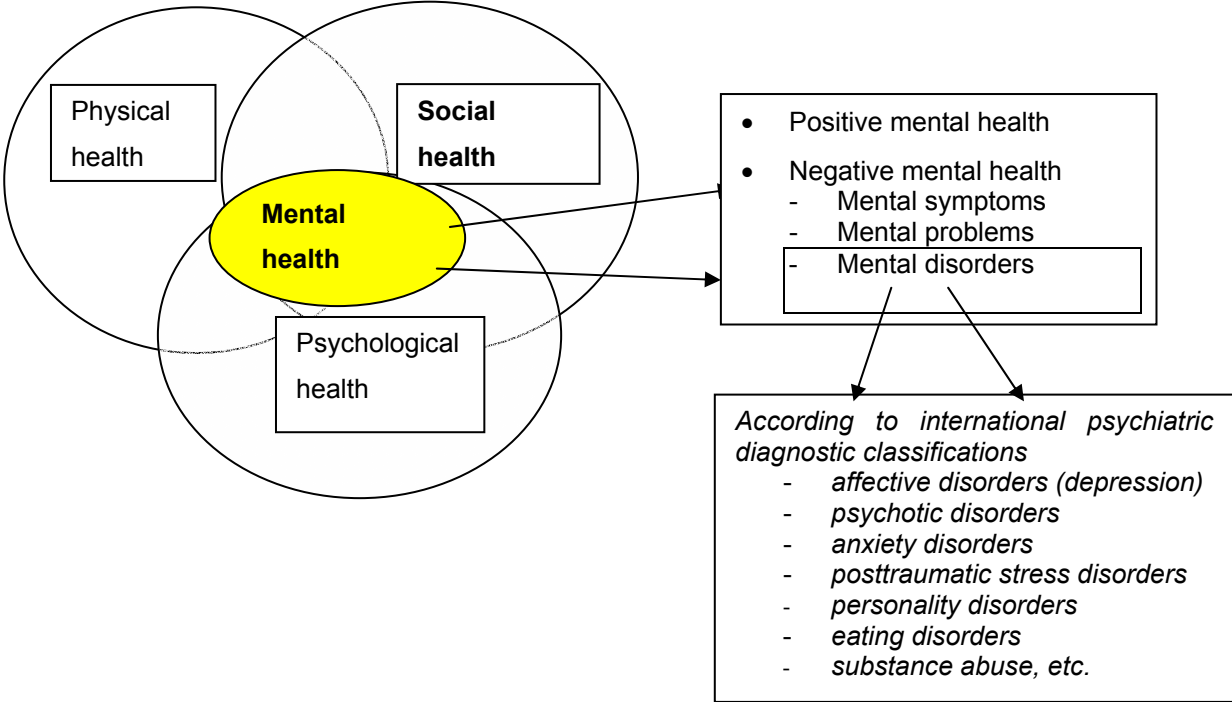 Physical
health
Social
health
Mental
health
Psychological
health
• Positive mental health
• Negative mental health
- Mental symptoms
- Mental problems
- Mental disorders
According to international psychiatric
diagnostic classifications
- affective disorders (depression)
- psychotic disorders
- anxiety disorders
- posttraumatic stress disorders
- personality disorders
- eating disorders
- substance abuse, etc.